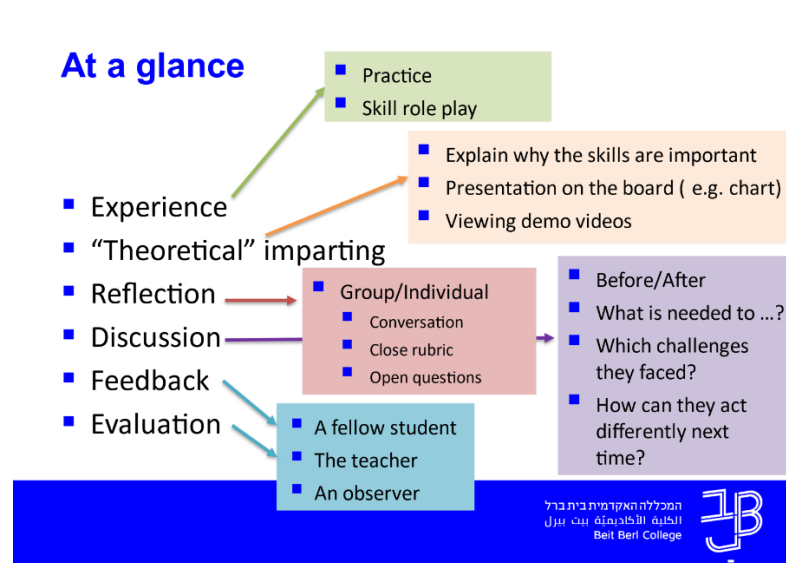 At a glance
Practice
Skill role play
Explain why the skills are important
Presentation on the board ( e.g. chart)
Viewing demo videos
Experience
“Theoretical” imparting
Reflection
Discussion
Feedback
Evaluation
Group/Individual
Conversation
Close rubric
Open questions
Before/After
What is needed to ...?
Which challenges
they faced?
How can they act
differently next
time?
A fellow student
The teacher
An observer
המכללה האקדמית בית ברל
الكلية الأكاديميّة بيت بيرل
Beit Berl College